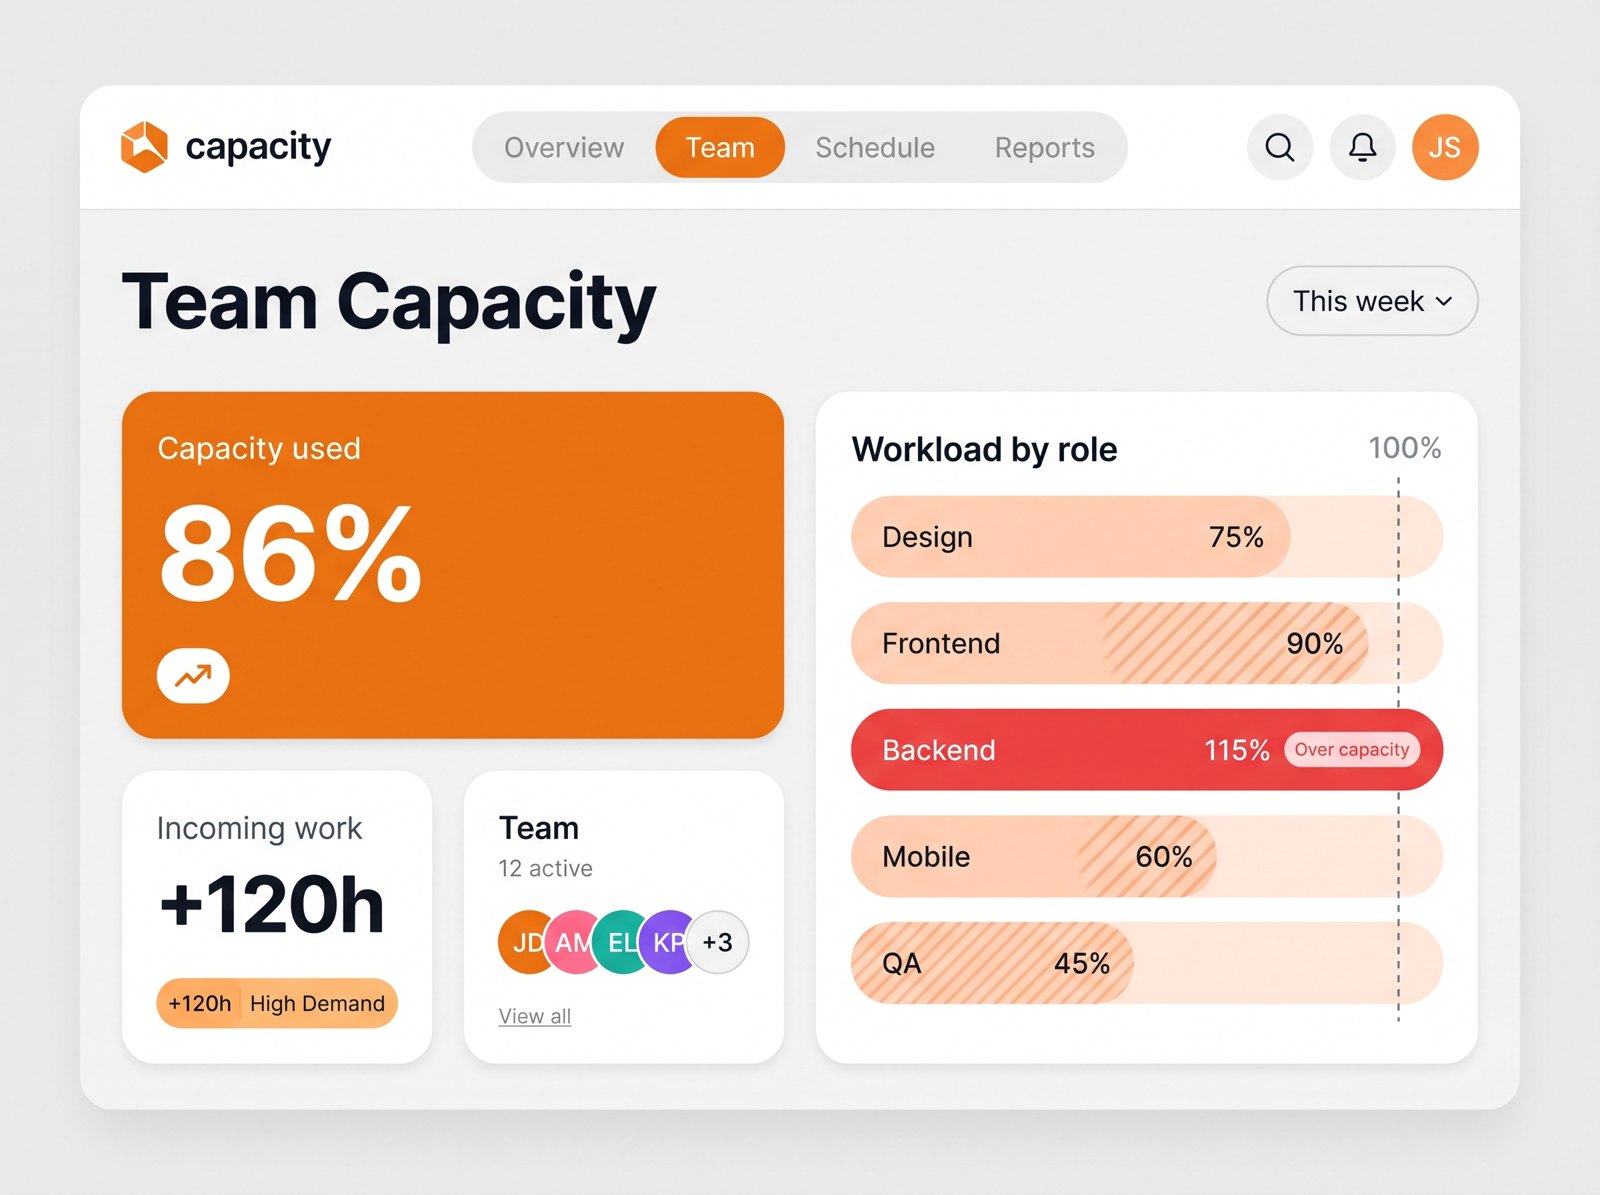 capacity
Overview
Team
Schedule
Reports
JS
Team Capacity
This week
Capacity used
86%
Incoming work
+120h
+120h High Demand
Team
12 active
JD AM EL KP +3
View all
Workload by role
100%
Design 75%
Frontend 90%
Backend 115% Over capacity
Mobile 60%
QA 45%